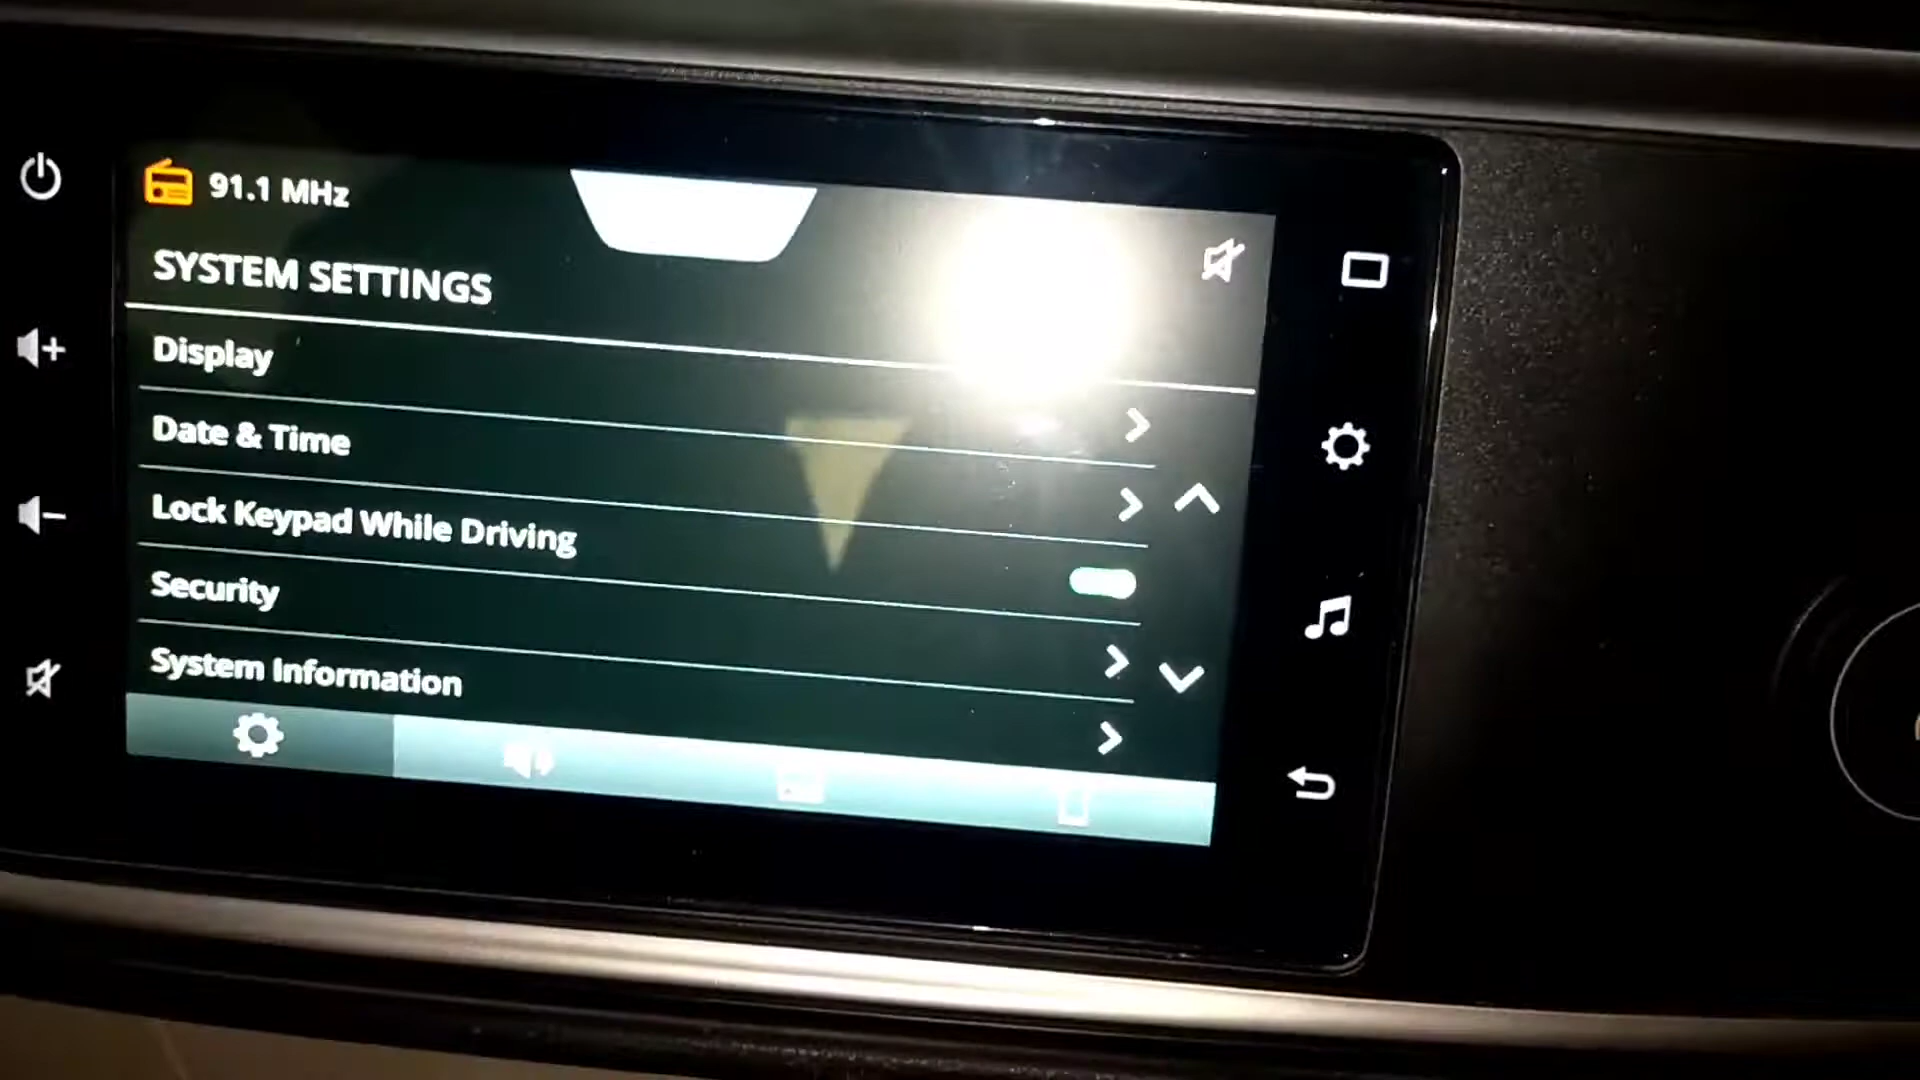 91.1 MHz
SYSTEM SETTINGS
Display
Date & Time
Lock Keypad While Driving
Security
System Information